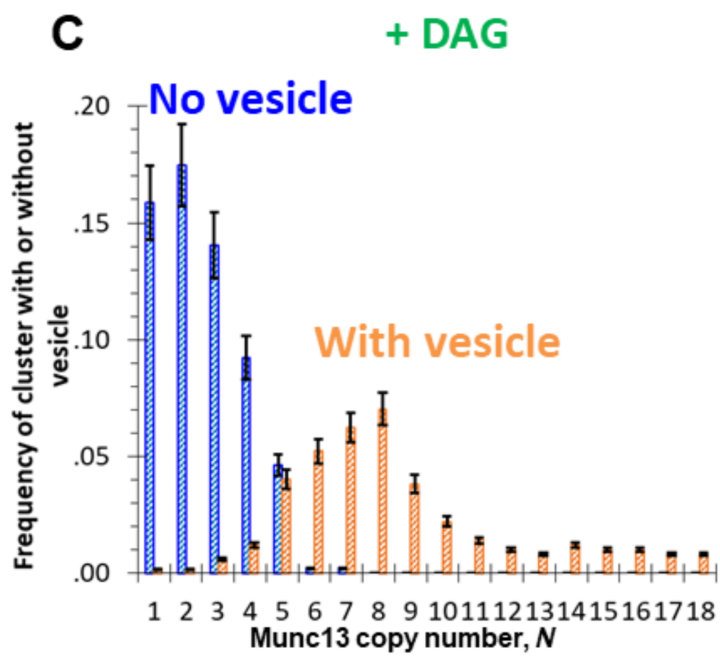 C
+ DAG
No vesicle
With vesicle
Frequency of cluster with or without
vesicle
.20
.15
.10
.05
.00
1 2 3 4 5 6 7 8 9 10 11 12 13 14 15 16 17 18
Munc13 copy number, N